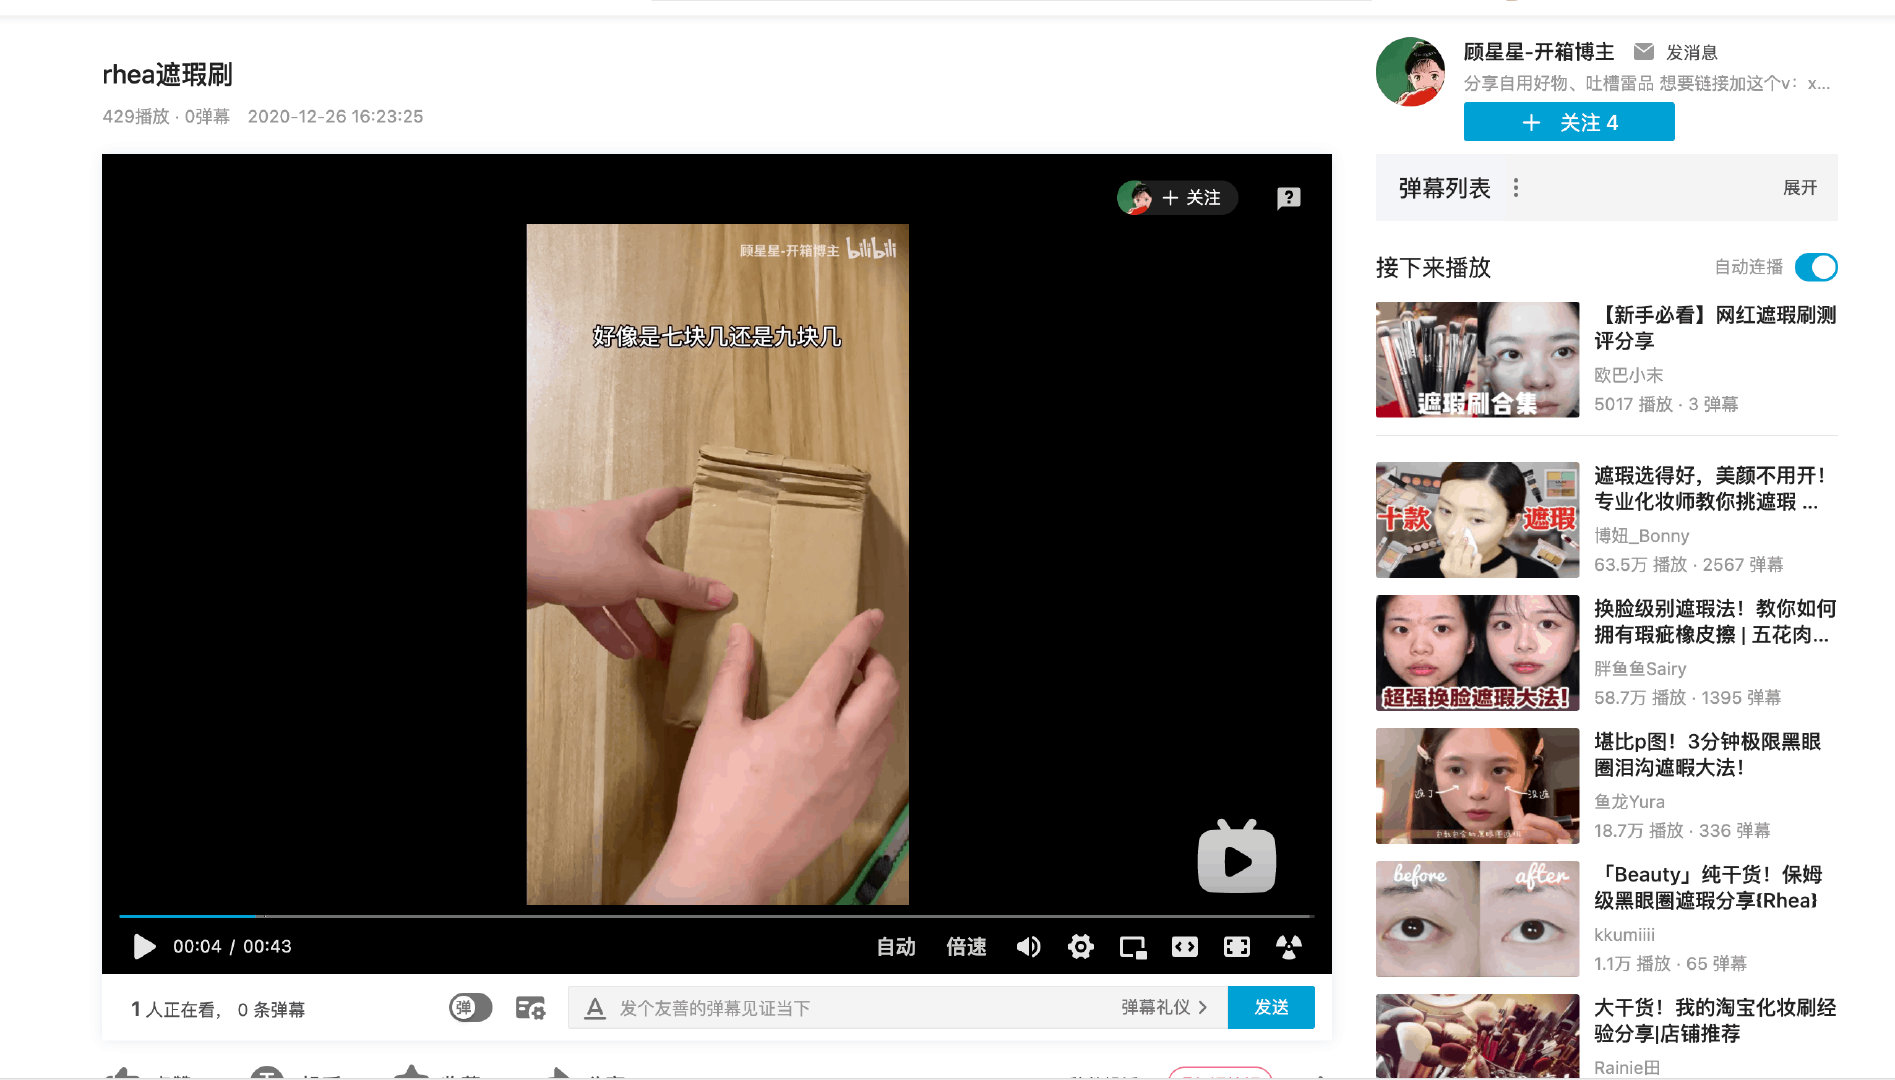 rhea遮瑕刷
429播放 · 0弹幕 2020-12-26 16:23:25
顾星星-开箱博主 发消息
分享自用好物、吐槽雷品 想要链接加这个v：x...
+ 关注 4
+ 关注
顾星星-开箱博主 bilibili
好像是七块几还是九块几
00:04 / 00:43 自动 倍速
1 人正在看， 0 条弹幕 弹 发个友善的弹幕见证当下 弹幕礼仪 > 发送
弹幕列表 展开
接下来播放 自动连播
遮瑕刷合集
【新手必看】网红遮瑕刷测
评分享
欧巴小末
5017 播放 · 3 弹幕
十款 遮瑕
遮瑕选得好，美颜不用开！
专业化妆师教你挑遮瑕 ...
博妞_Bonny
63.5万 播放 · 2567 弹幕
超强换脸遮瑕大法！
换脸级别遮瑕法！教你如何
拥有瑕疵橡皮擦 | 五花肉...
胖鱼鱼Sairy
58.7万 播放 · 1395 弹幕
遮了 没遮
堪比p图！3分钟极限黑眼
圈泪沟遮暇大法！
鱼龙Yura
18.7万 播放 · 336 弹幕
before after
「Beauty」纯干货！保姆
级黑眼圈遮瑕分享{Rhea}
kkumiiii
1.1万 播放 · 65 弹幕
大干货！我的淘宝化妆刷经
验分享|店铺推荐
Rainie田